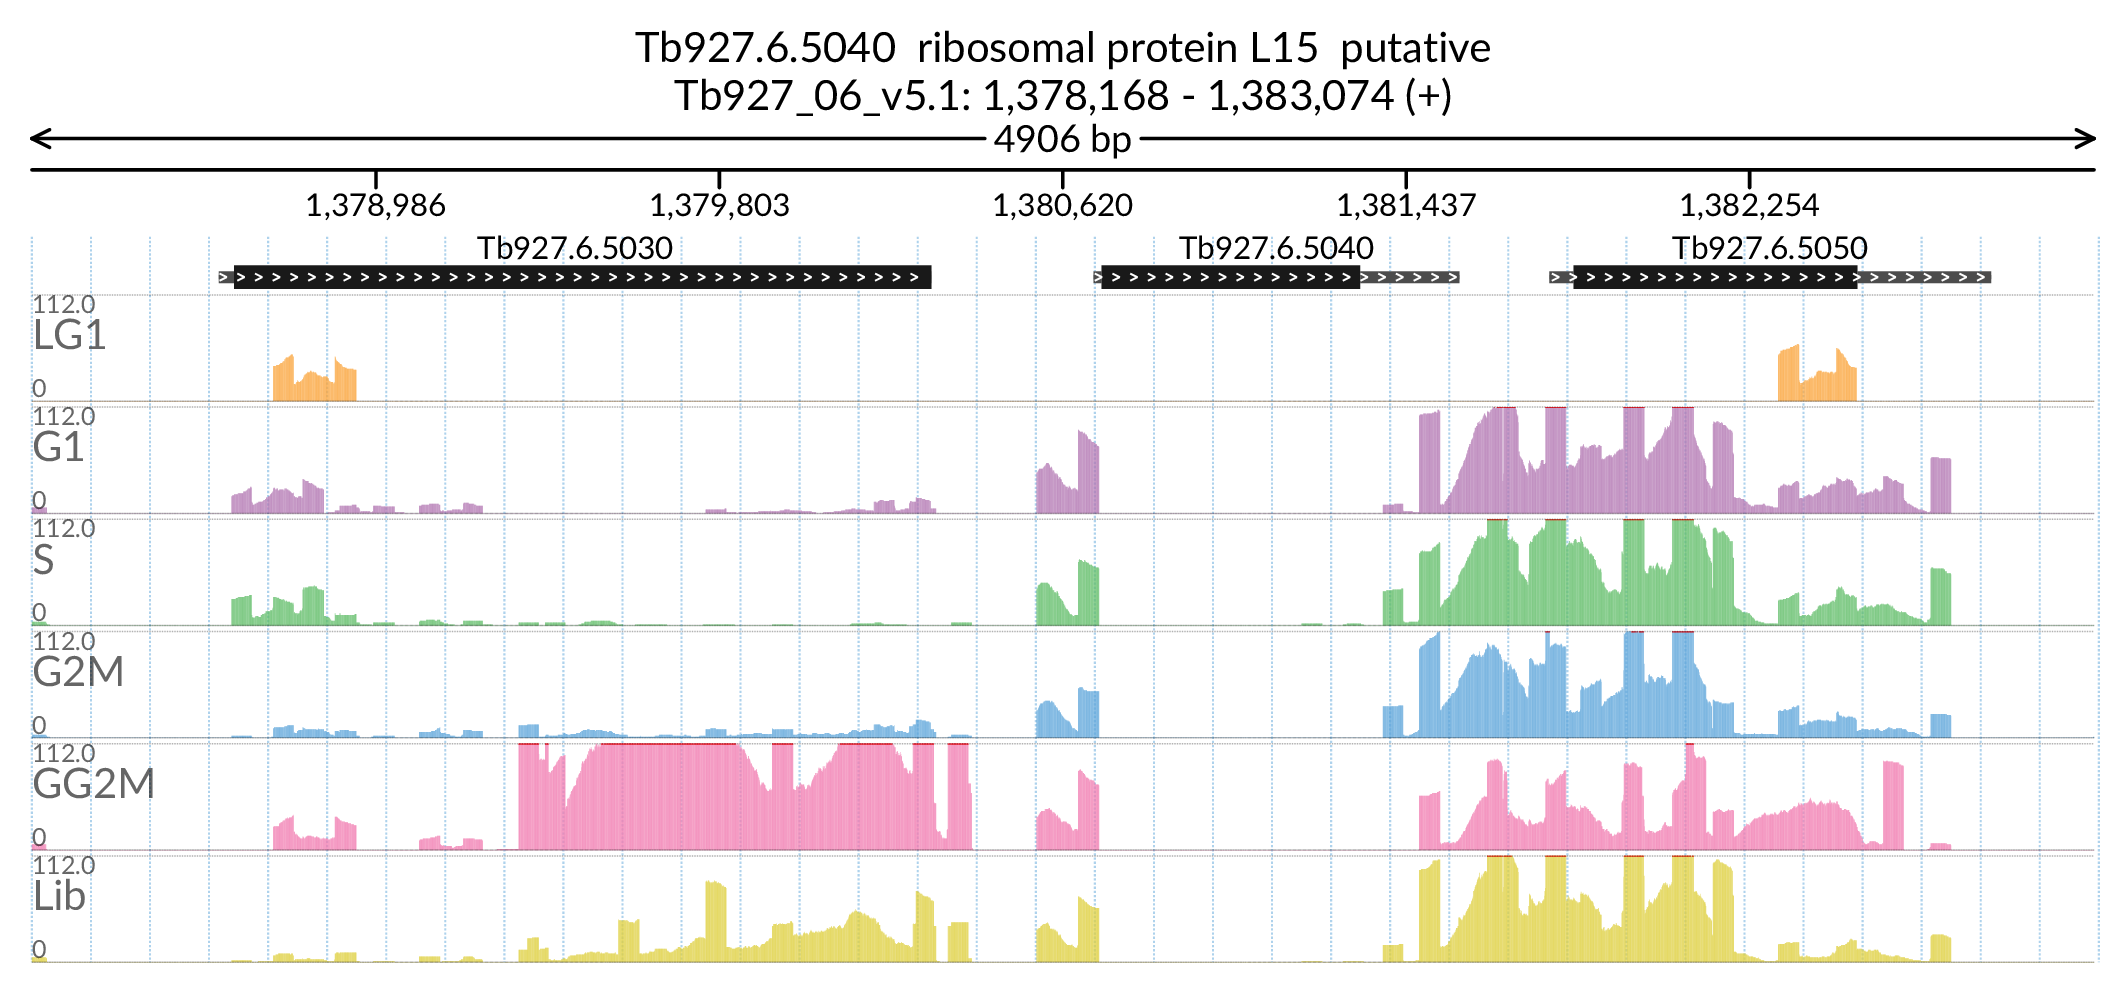 Tb927.6.5040 ribosomal protein L15 putative
Tb927_06_v5.1: 1,378,168 - 1,383,074 (+)
4906 bp
1,378,986 1,379,803 1,380,620 1,381,437 1,382,254
Tb927.6.5030 Tb927.6.5040 Tb927.6.5050
112.0
LG1
0
112.0
G1
0
112.0
S
0
112.0
G2M
0
112.0
GG2M
0
112.0
Lib
0